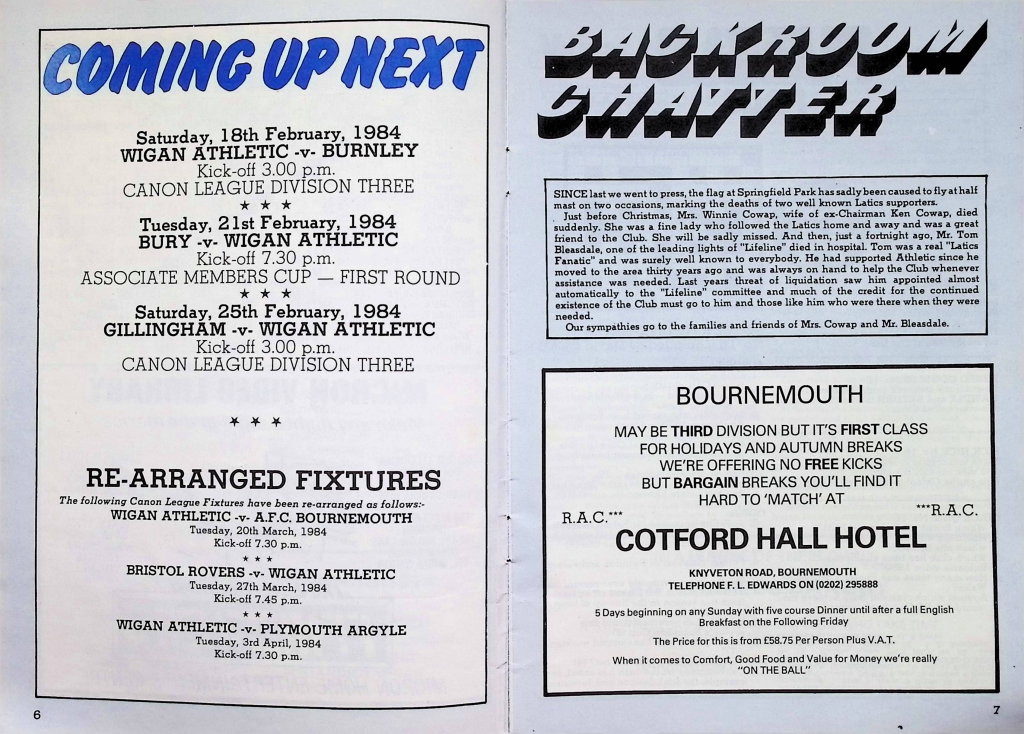 COMING UP NEXT
Saturday, 18th February, 1984
WIGAN ATHLETIC -v- BURNLEY
Kick-off 3.00 p.m.
CANON LEAGUE DIVISION THREE
★ ★ ★
Tuesday, 21st February, 1984
BURY -v- WIGAN ATHLETIC
Kick-off 7.30 p.m.
ASSOCIATE MEMBERS CUP — FIRST ROUND
★ ★ ★
Saturday, 25th February, 1984
GILLINGHAM -v- WIGAN ATHLETIC
Kick-off 3.00 p.m.
CANON LEAGUE DIVISION THREE
★ ★ ★
RE-ARRANGED FIXTURES
The following Canon League Fixtures have been re-arranged as follows:-
WIGAN ATHLETIC -v- A.F.C. BOURNEMOUTH
Tuesday, 20th March, 1984
Kick-off 7.30 p.m.
★ ★ ★
BRISTOL ROVERS -v- WIGAN ATHLETIC
Tuesday, 27th March, 1984
Kick-off 7.45 p.m.
★ ★ ★
WIGAN ATHLETIC -v- PLYMOUTH ARGYLE
Tuesday, 3rd April, 1984
Kick-off 7.30 p.m.
6
BACKROOM
CHATTER
SINCE last we went to press, the flag at Springfield Park has sadly been caused to fly at half
mast on two occasions, marking the deaths of two well known Latics supporters.
Just before Christmas, Mrs. Winnie Cowap, wife of ex-Chairman Ken Cowap, died
suddenly. She was a fine lady who followed the Latics home and away and was a great
friend to the Club. She will be sadly missed. And then, just a fortnight ago, Mr. Tom
Bleasdale, one of the leading lights of "Lifeline" died in hospital. Tom was a real "Latics
Fanatic" and was surely well known to everybody. He had supported Athletic since he
moved to the area thirty years ago and was always on hand to help the Club whenever
assistance was needed. Last years threat of liquidation saw him appointed almost
automatically to the "Lifeline" committee and much of the credit for the continued
existence of the Club must go to him and those like him who were there when they were
needed.
Our sympathies go to the families and friends of Mrs. Cowap and Mr. Bleasdale.
BOURNEMOUTH
MAY BE THIRD DIVISION BUT IT'S FIRST CLASS
FOR HOLIDAYS AND AUTUMN BREAKS
WE'RE OFFERING NO FREE KICKS
BUT BARGAIN BREAKS YOU'LL FIND IT
HARD TO 'MATCH' AT
R.A.C.*** ***R.A.C.
COTFORD HALL HOTEL
KNYVETON ROAD, BOURNEMOUTH
TELEPHONE F. L. EDWARDS ON (0202) 295888
5 Days beginning on any Sunday with five course Dinner until after a full English
Breakfast on the Following Friday
The Price for this is from £58.75 Per Person Plus V.A.T.
When it comes to Comfort, Good Food and Value for Money we're really
"ON THE BALL"
7